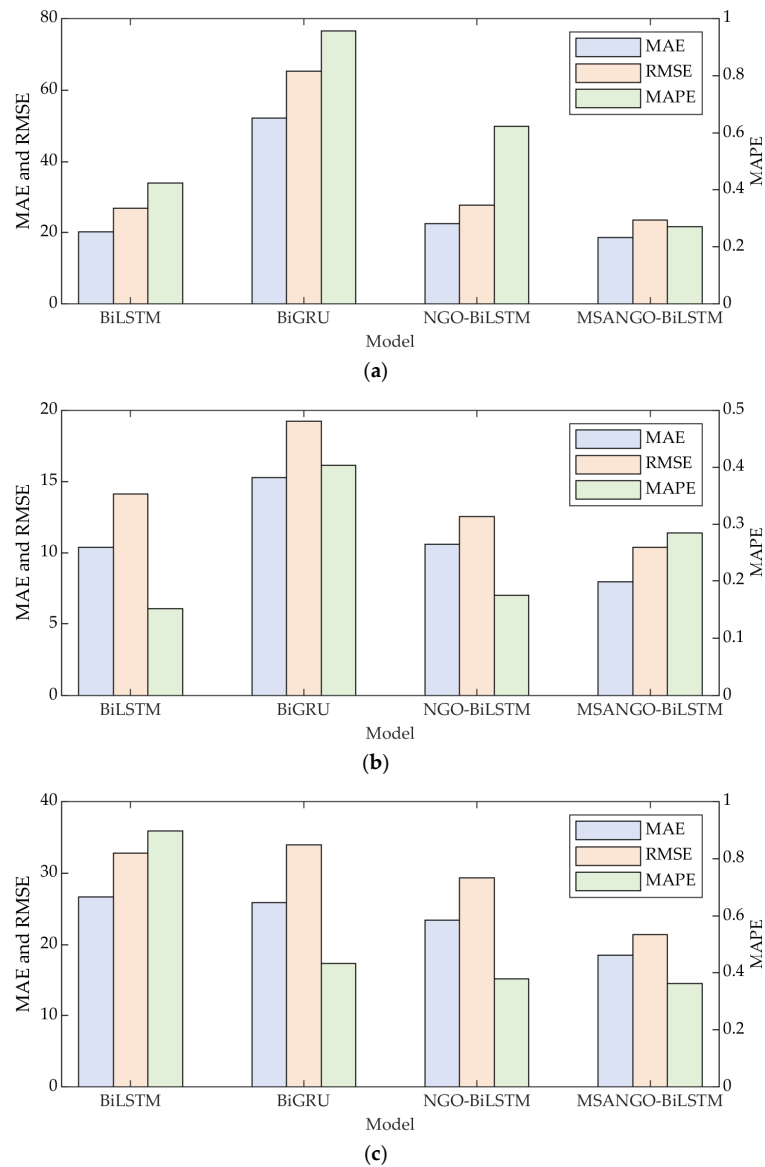 80
60
40
20
0
MAE and RMSE
1
0.8
0.6
0.4
0.2
0
MAPE
MAE
RMSE
MAPE
BiLSTM BiGRU NGO-BiLSTM MSANGO-BiLSTM
Model
(a)
20
15
10
5
0
MAE and RMSE
0.5
0.4
0.3
0.2
0.1
0
MAPE
MAE
RMSE
MAPE
BiLSTM BiGRU NGO-BiLSTM MSANGO-BiLSTM
Model
(b)
40
30
20
10
0
MAE and RMSE
1
0.8
0.6
0.4
0.2
0
MAPE
MAE
RMSE
MAPE
BiLSTM BiGRU NGO-BiLSTM MSANGO-BiLSTM
Model
(c)